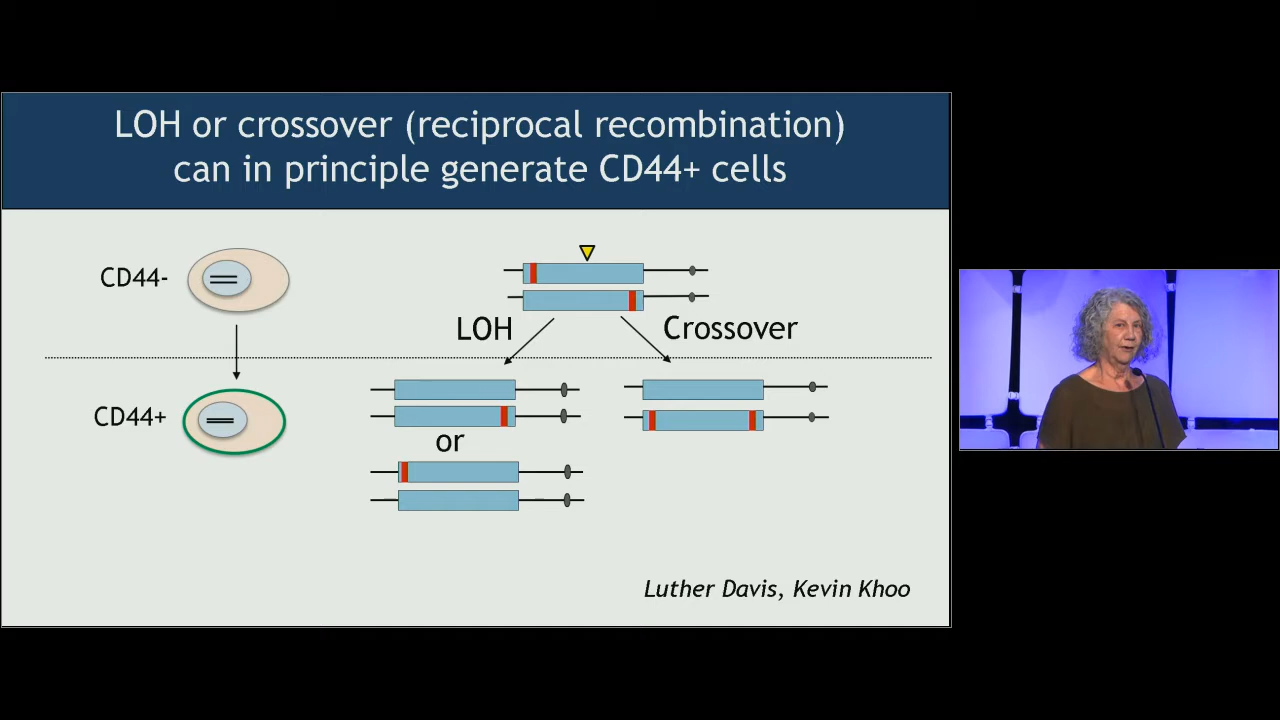 LOH or crossover (reciprocal recombination)
can in principle generate CD44+ cells
CD44-
LOH
Crossover
CD44+
or
Luther Davis, Kevin Khoo